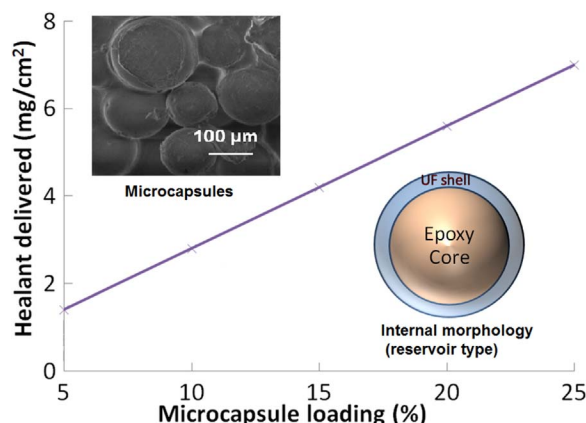 8
6
4
2
0
5
10
15
20
25
Healant delivered (mg/cm²)
Microcapsule loading (%)
100 µm
Microcapsules
UF shell
Epoxy
Core
Internal morphology
(reservoir type)